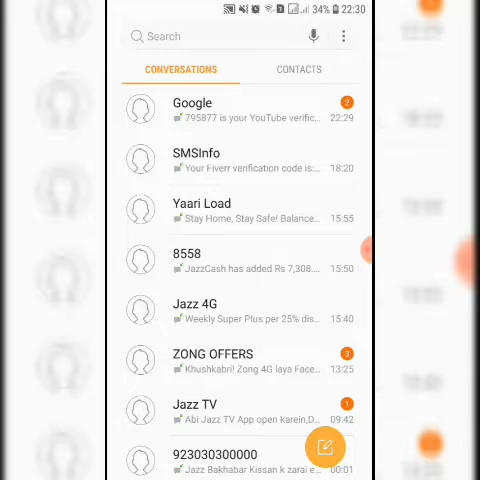 34% 22:30
Search
CONVERSATIONS CONTACTS
Google 2
795877 is your YouTube verific... 22:29
SMSInfo
Your Fiverr verification code is:... 18:20
Yaari Load
Stay Home, Stay Safe! Balance... 15:55
8558
JazzCash has added Rs 7,308.... 15:50
Jazz 4G
Weekly Super Plus per 25% dis... 15:40
ZONG OFFERS 3
Khushkabri! Zong 4G laya Face... 13:25
Jazz TV 1
Abi Jazz TV App open karein,D... 09:42
923030300000
Jazz Bakhabar Kissan k zarai e... 00:01